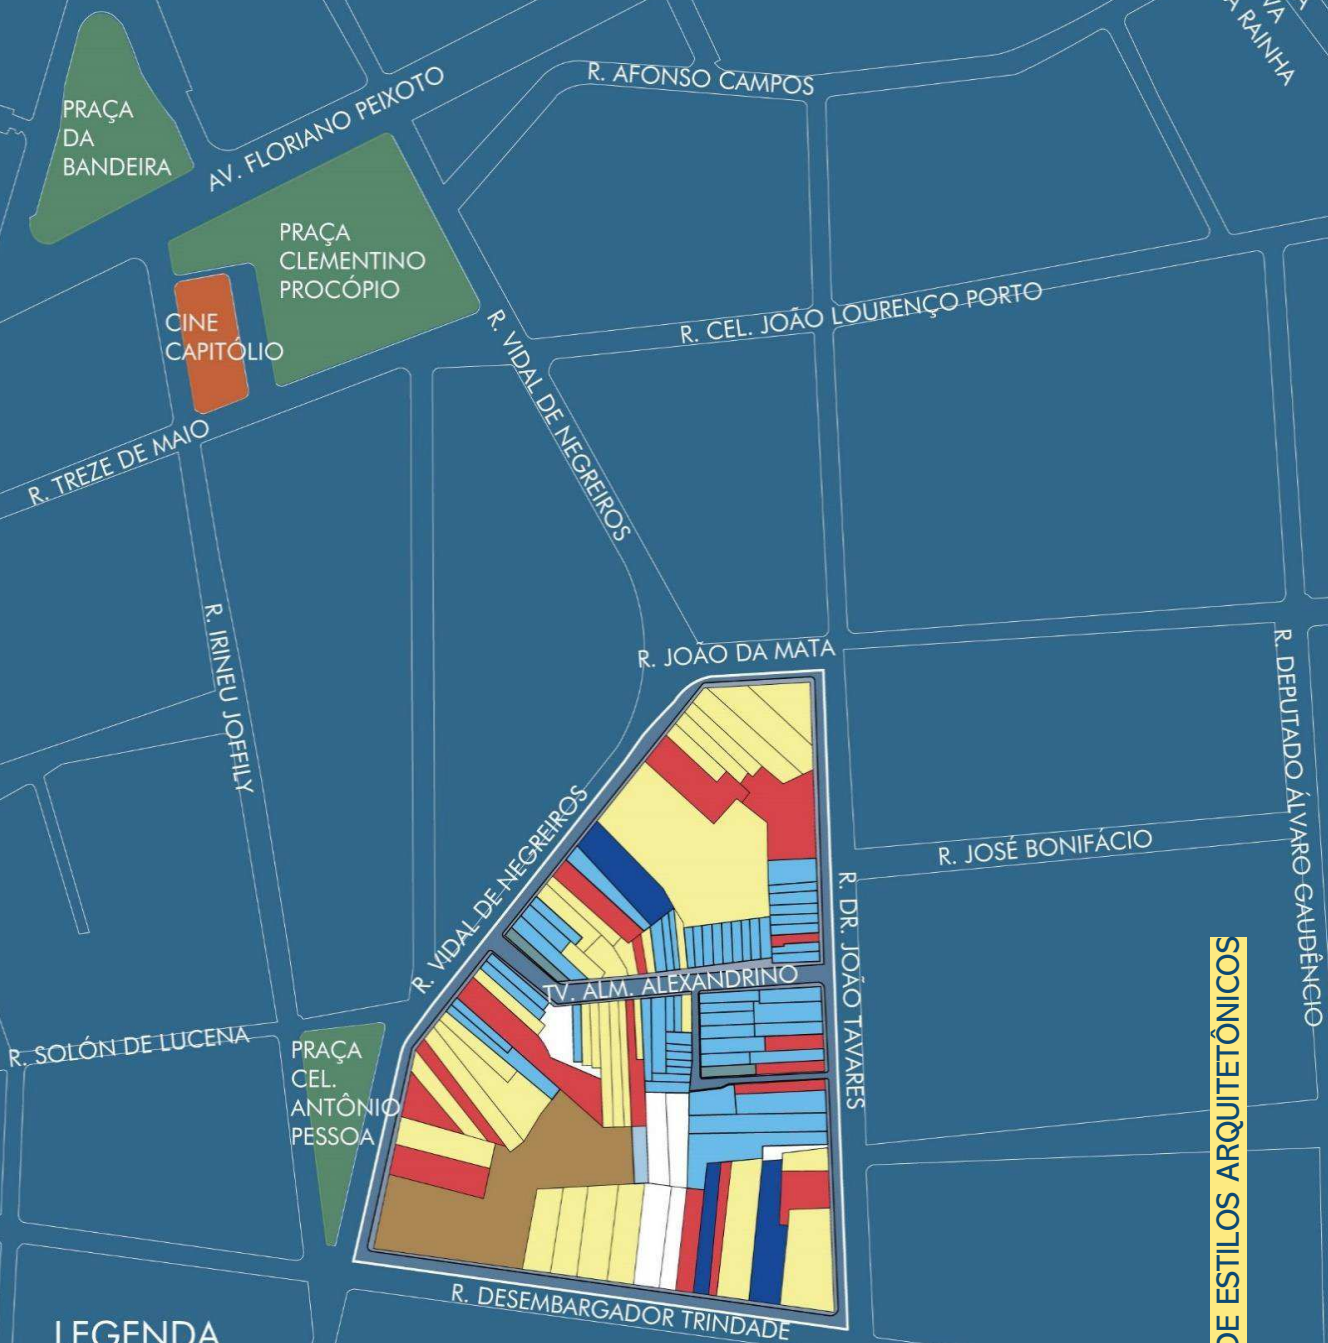 R. AFONSO CAMPOS
A RAINHA
PRAÇA
DA
BANDEIRA
AV. FLORIANO PEIXOTO
PRAÇA
CLEMENTINO
PROCÓPIO
CINE
CAPITÓLIO
R. CEL. JOÃO LOURENÇO PORTO
R. VIDAL DE NEGREIROS
R. TREZE DE MAIO
R. IRINEU JOFFILY
R. JOÃO DA MATA
R. DEPUTADO ÁLVARO GAUDÊNCIO
R. VIDAL DE NEGREIROS
R. JOSÉ BONIFÁCIO
R. DR. JOÃO TAVARES
TV. ALM. ALEXANDRINO
R. SOLÓN DE LUCENA
PRAÇA
CEL.
ANTÔNIO
PESSOA
DE ESTILOS ARQUITETÔNICOS
R. DESEMBARGADOR TRINDADE
LEGENDA